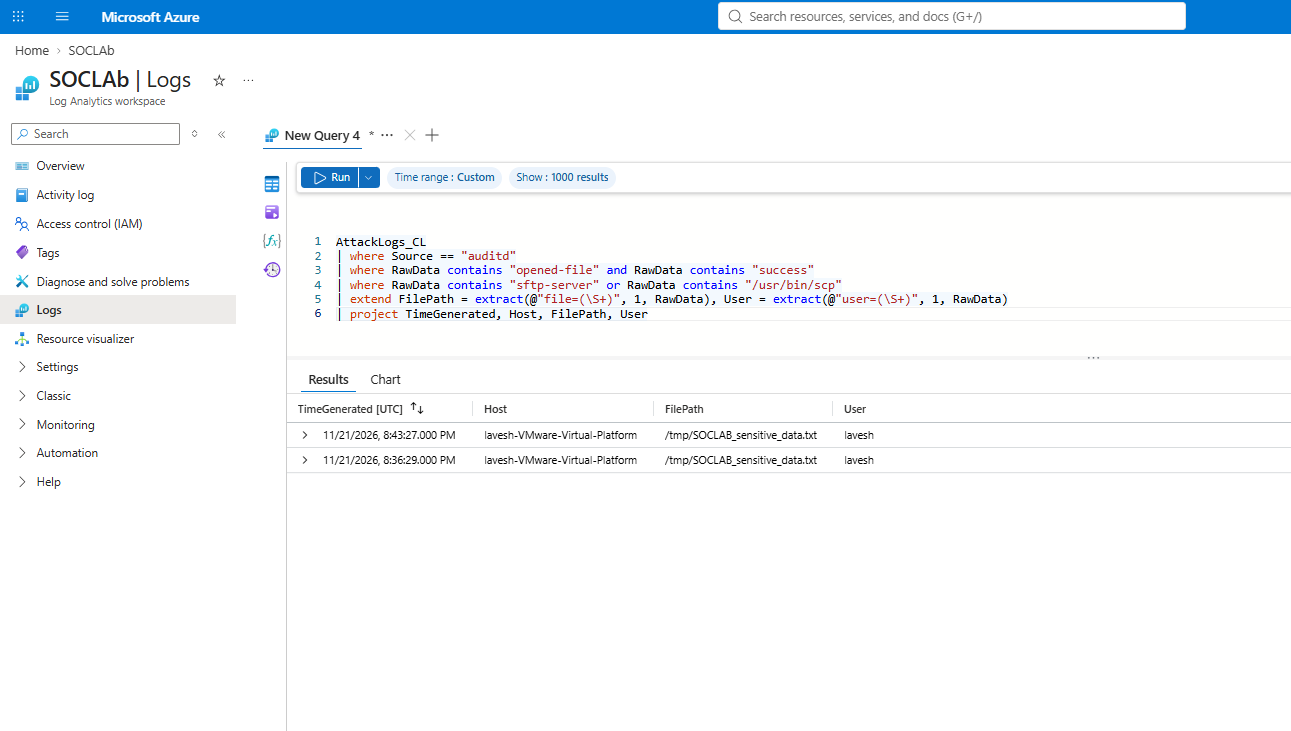 Microsoft Azure
Search resources, services, and docs (G+/)
Home > SOCLAb
SOCLAb | Logs
Log Analytics workspace
Search
Overview
Activity log
Access control (IAM)
Tags
Diagnose and solve problems
Logs
Resource visualizer
Settings
Classic
Monitoring
Automation
Help
New Query 4 *
Run
Time range : Custom
Show : 1000 results
1 AttackLogs_CL
2 | where Source == "auditd"
3 | where RawData contains "opened-file" and RawData contains "success"
4 | where RawData contains "sftp-server" or RawData contains "/usr/bin/scp"
5 | extend FilePath = extract(@"file=(\S+)", 1, RawData), User = extract(@"user=(\S+)", 1, RawData)
6 | project TimeGenerated, Host, FilePath, User
Results Chart
TimeGenerated [UTC] Host FilePath User
11/21/2026, 8:43:27.000 PM lavesh-VMware-Virtual-Platform /tmp/SOCLAB_sensitive_data.txt lavesh
11/21/2026, 8:36:29.000 PM lavesh-VMware-Virtual-Platform /tmp/SOCLAB_sensitive_data.txt lavesh